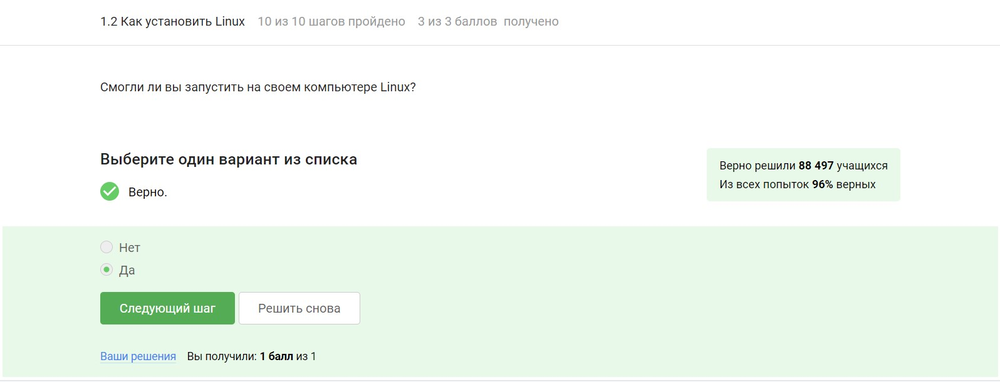 1.2 Как установить Linux 10 из 10 шагов пройдено 3 из 3 баллов получено
Смогли ли вы запустить на своем компьютере Linux?
Выберите один вариант из списка
Верно.
Верно решили 88 497 учащихся
Из всех попыток 96% верных
Нет
Да
Следующий шаг Решить снова
Ваши решения Вы получили: 1 балл из 1